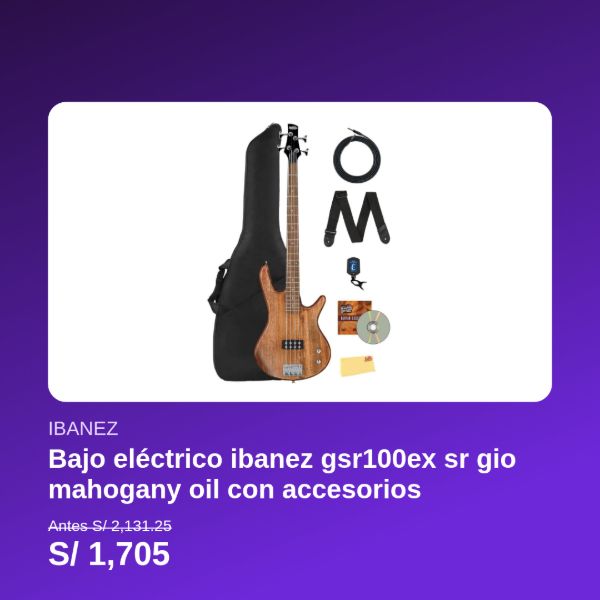 IBANEZ
Bajo eléctrico ibanez gsr100ex sr gio
mahogany oil con accesorios
Antes S/ 2,131.25
S/ 1,705